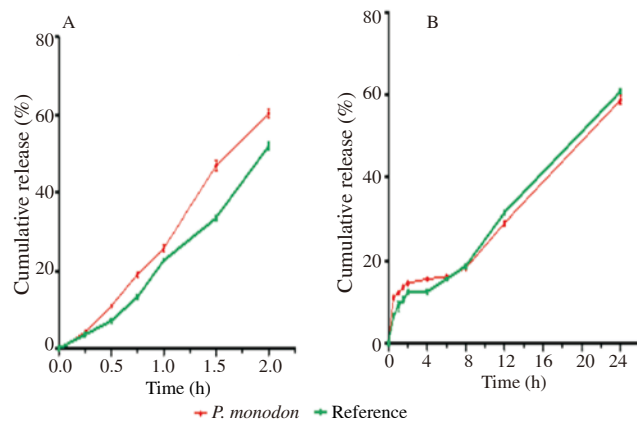 A
Cumulative release (%)
80
60
40
20
0
0.0 0.5 1.0 1.5 2.0
Time (h)
B
Cumulative release (%)
80
60
40
20
0
0 4 8 12 16 20 24
Time (h)
P. monodon Reference